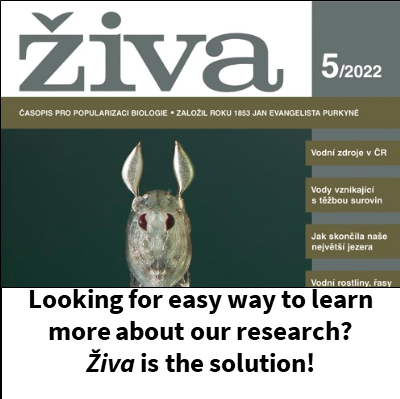 živa
5/2022
ČASOPIS PRO POPULARIZACI BIOLOGIE • ZALOŽIL ROKU 1853 JAN EVANGELISTA PURKYNĚ
Vodní zdroje v ČR
Vody vznikající
s těžbou surovin
Jak skončila naše
největší jezera
Vodní rostliny, řasy
Looking for easy way to learn
more about our research?
Živa is the solution!